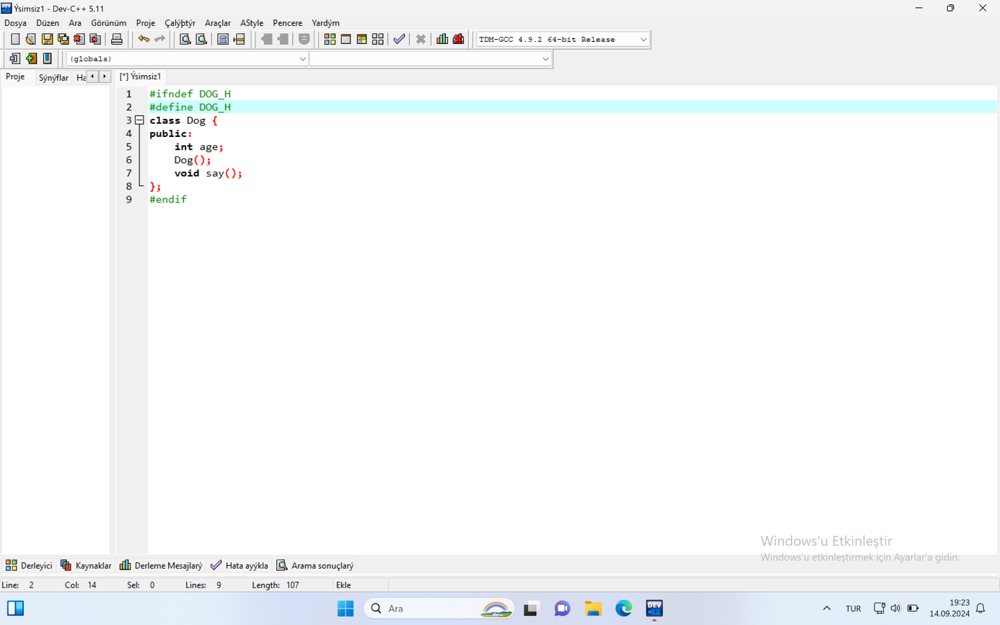 Ýsimsiz1 - Dev-C++ 5.11
Dosya Düzen Ara Görünüm Proje Çalýþtýr Araçlar AStyle Pencere Yardým
TDM-GCC 4.9.2 64-bit Release
(globals)
Proje Sýnýflar Ha [*] Ýsimsiz1
1 #ifndef DOG_H
2 #define DOG_H
3 class Dog {
4 public:
5 int age;
6 Dog();
7 void say();
8 };
9 #endif
Windows'u Etkinleştir
Windows'u etkinleştirmek için Ayarlar'a gidin.
Derleyici Kaynaklar Derleme Mesajlarý Hata ayýkla Arama sonuçlarý
Line: 2 Col: 14 Sel: 0 Lines: 9 Length: 107 Ekle
Ara DEV TUR 19:23
14.09.2024